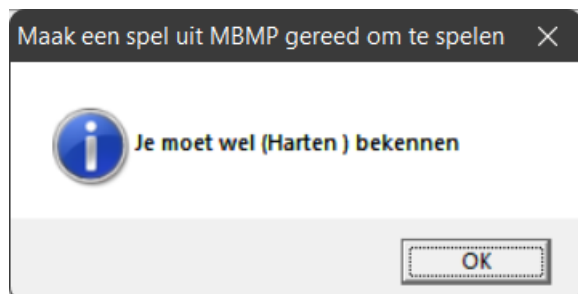 Maak een spel uit MBMP gereed om te spelen
Je moet wel (Harten ) bekennen
OK